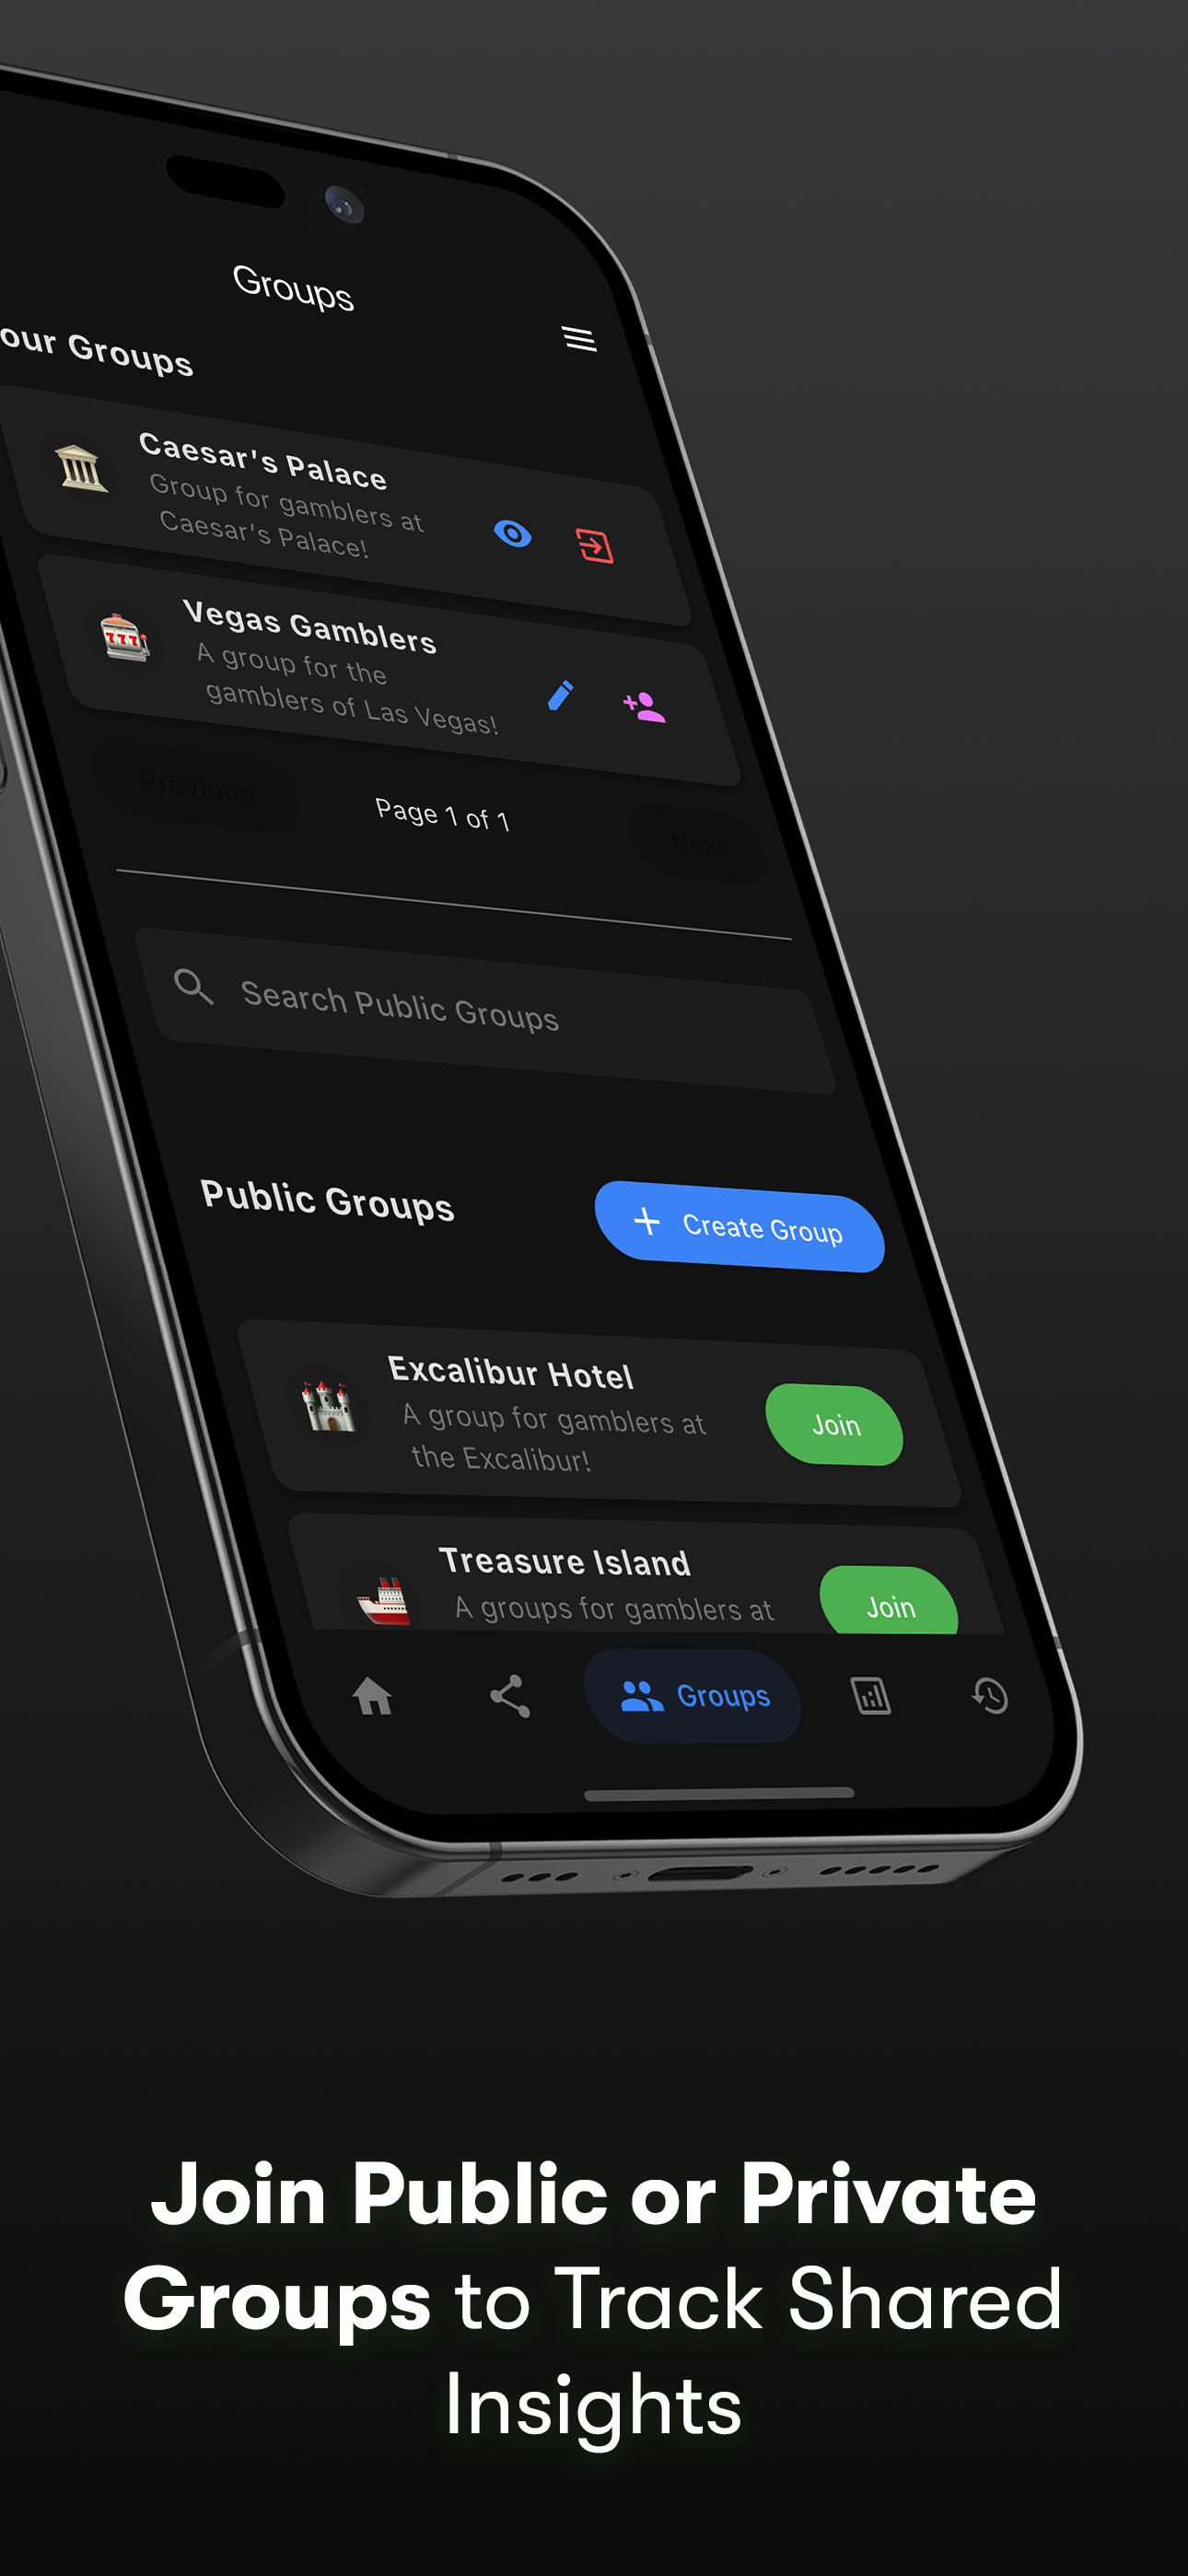 Groups
our Groups
Caesar's Palace
Group for gamblers at
Caesar's Palace!
Vegas Gamblers
A group for the
gamblers of Las Vegas!
Previous
Page 1 of 1
Next
Search Public Groups
Public Groups
Create Group
Excalibur Hotel
A group for gamblers at
the Excalibur!
Join
Treasure Island
A groups for gamblers at
Join
Groups
Join Public or Private
Groups to Track Shared
Insights